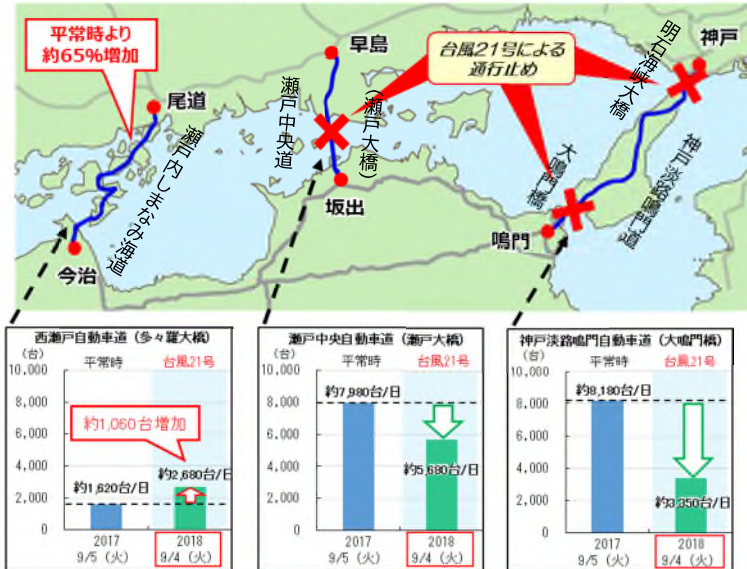 平常時より
約65%増加
尾道
瀬戸内しまなみ海道
今治
早島
瀬戸中央道
(瀬戸大橋)
坂出
台風21号による
通行止め
明石海峡大橋
神戸
大鳴門橋
神戸淡路鳴門道
鳴門
西瀬戸自動車道(多々羅大橋)
(台)
平常時
台風21号
10,000
8,000
6,000
4,000
2,000
0
約1,060台増加
約1,620台/日
約2,680台/日
2017
9/5(火)
2018
9/4(火)
瀬戸中央自動車道(瀬戸大橋)
(台)
平常時
台風21号
10,000
8,000
6,000
4,000
2,000
0
約7,980台/日
約5,680台/日
2017
9/5(火)
2018
9/4(火)
神戸淡路鳴門自動車道(大鳴門橋)
(台)
平常時
台風21号
10,000
8,000
6,000
4,000
2,000
0
約8,180台/日
約3,350台/日
2017
9/5(火)
2018
9/4(火)